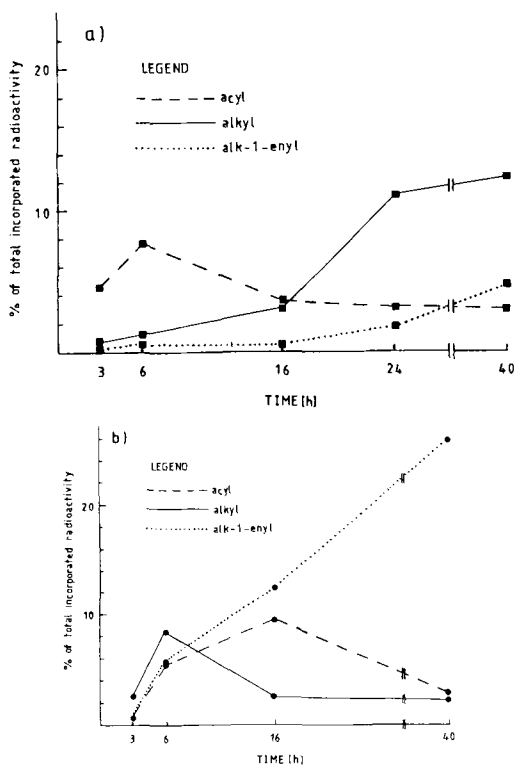 a)
% of total incorporated radioactivity
20
10
LEGEND
acyl
alkyl
alk-1-enyl
3 6 16 24 40
TIME[h]
b)
% of total incorporated radioactivity
20
10
LEGEND
acyl
alkyl
alk-1-enyl
3 6 16 40
TIME[h]